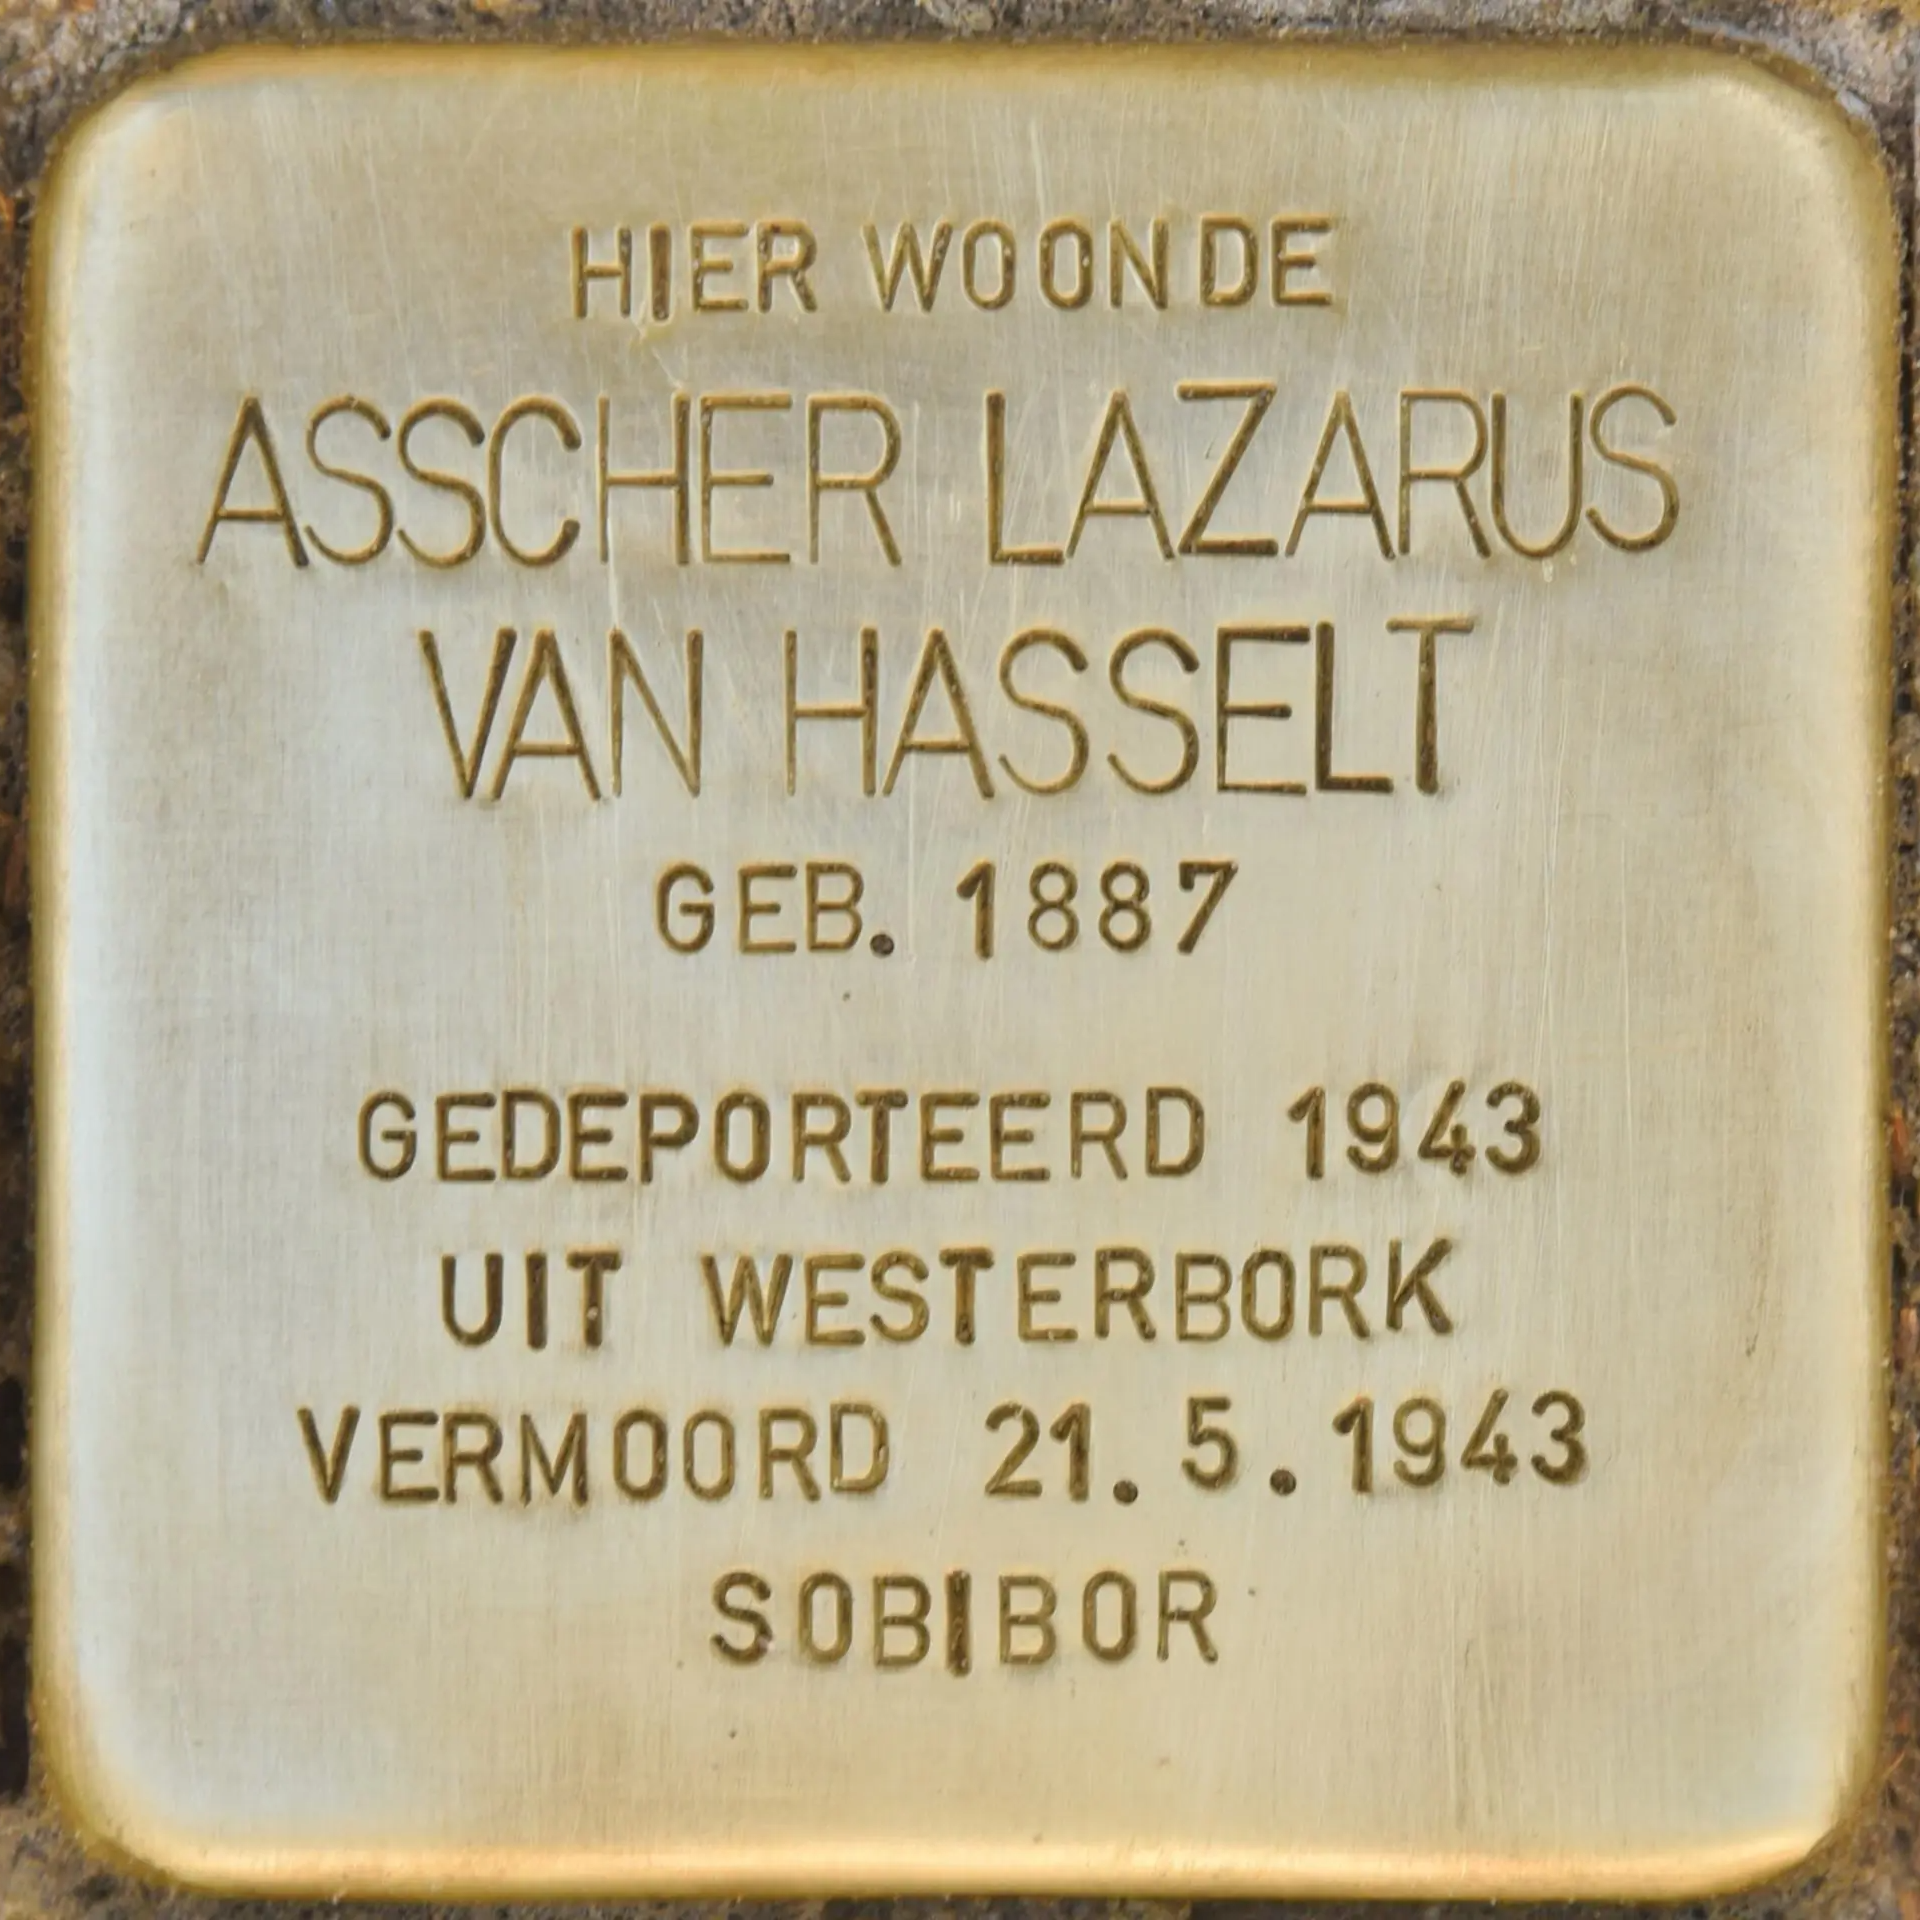 HIER WOONDE
ASSCHER LAZARUS
VAN HASSELT
GEB. 1887
GEDEPORTEERD 1943
UIT WESTERBORK
VERMOORD 21.5.1943
SOBIBOR